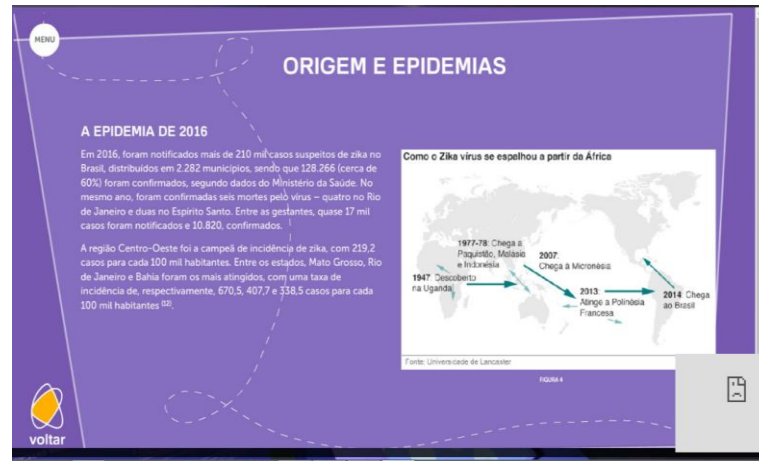 MENU
ORIGEM E EPIDEMIAS
A EPIDEMIA DE 2016
Em 2016, foram notificados mais de 210 mil casos suspeitos de zika no
Brasil, distribuídos em 2.282 municípios, sendo que 128.266 (cerca de
60%) foram confirmados, segundo dados do Ministério da Saúde. No
mesmo ano, foram confirmadas seis mortes pelo vírus – quatro no Rio
de Janeiro e duas no Espírito Santo. Entre as gestantes, quase 17 mil
casos foram notificados e 10.820, confirmados.
A região Centro-Oeste foi a campeã de incidência de zika, com 219,2
casos para cada 100 mil habitantes. Entre os estados, Mato Grosso, Rio
de Janeiro e Bahia foram os mais atingidos, com uma taxa de
incidência de, respectivamente, 670,5, 407,7 e 338,5 casos para cada
100 mil habitantes (12).
Como o Zika vírus se espalhou a partir da África
1947: Descoberto
na Uganda
1977-78: Chega a
Paquistão, Malásia
e Indonésia
2007:
Chega à Micronésia
2013:
Atinge a Polinésia
Francesa
2014: Chega
ao Brasil
Fonte: Universidade de Lancaster
FIGURA 4
voltar